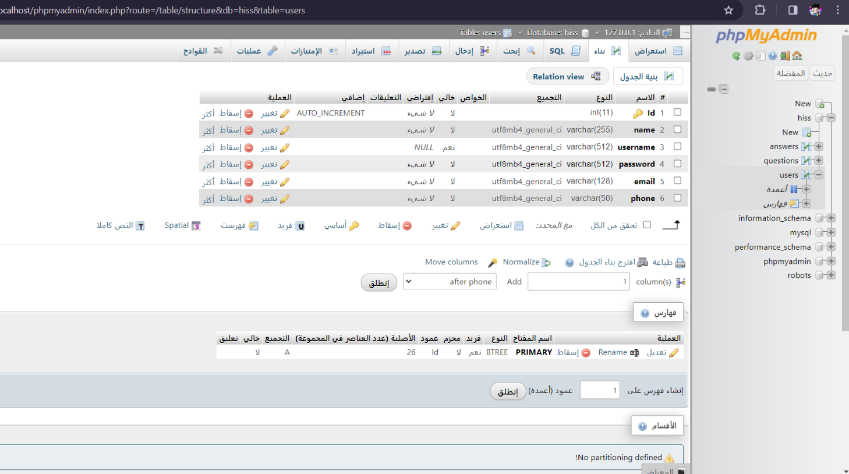 localhost/phpmyadmin/index.php?route=/table/structure&db=hiss&table=users
الخادم: 127.0.0.1 » Database: hiss » Table: users
استعراض بناء SQL بحث إدخال تصدير استيراد الإمتيازات عمليات القوادح
بنية الجدول Relation view
# الاسم النوع التجميع الخواص خالي إفتراضي التعليقات إضافي العملية
1 Id int(11) لا لا شيء AUTO_INCREMENT تغيير إسقاط أكثر
2 name varchar(255) utf8mb4_general_ci لا لا شيء تغيير إسقاط أكثر
3 username varchar(512) utf8mb4_general_ci نعم NULL تغيير إسقاط أكثر
4 password varchar(512) utf8mb4_general_ci لا لا شيء تغيير إسقاط أكثر
5 email varchar(128) utf8mb4_general_ci لا لا شيء تغيير إسقاط أكثر
6 phone varchar(50) utf8mb4_general_ci لا لا شيء تغيير إسقاط أكثر
تحقق من الكل مع المحدد: استعراض تغيير إسقاط أساسي فريد فهرست Spatial النص كاملا
طباعة اقترح بناء الجدول Normalize Move columns
Add 1 column(s) after phone إنطلق
فهارس
العملية اسم المفتاح النوع فريد محزم عمود الأصلية (عدد العناصر في المجموعة) التجميع خالي تعليق
تعديل Rename إسقاط PRIMARY BTREE نعم لا Id 26 A لا
إنشاء فهرس على 1 عمود (أعمدة) إنطلق
الأقسام
No partitioning defined!
phpMyAdmin
حديث المفضلة
New
hiss
New
answers
questions
users
أعمدة
فهارس
information_schema
mysql
performance_schema
phpmyadmin
robots